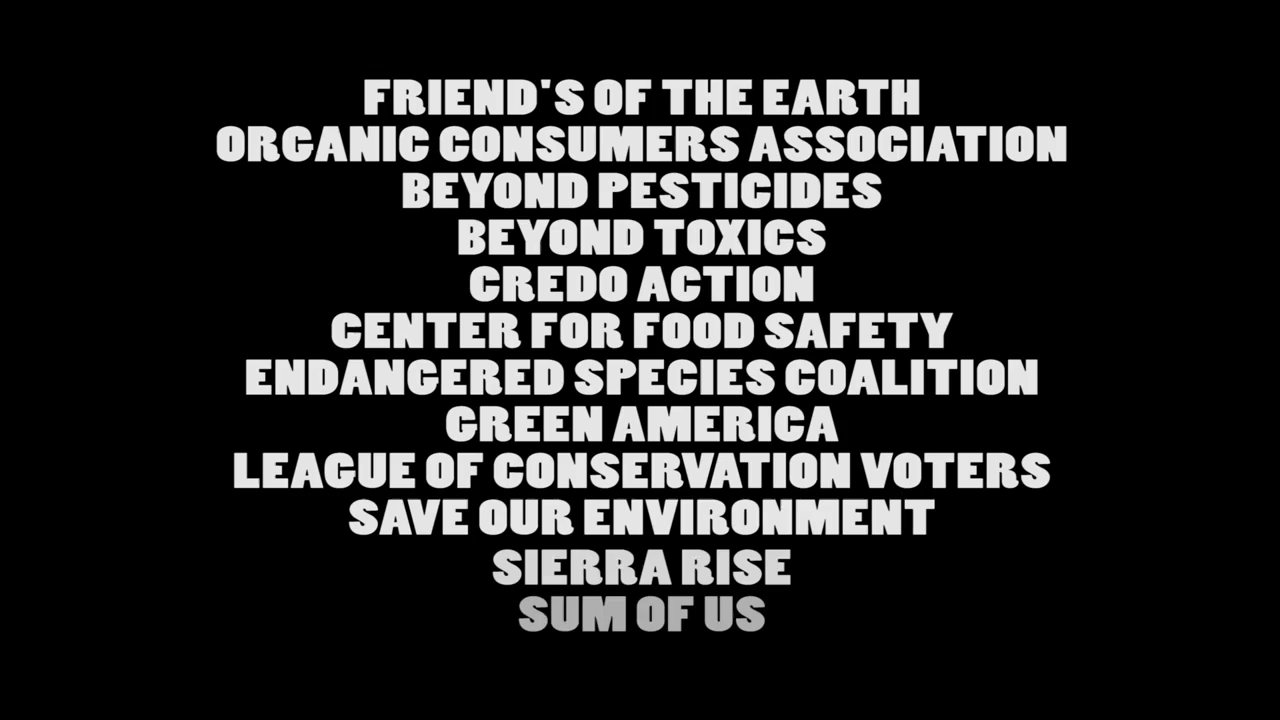 FRIEND'S OF THE EARTH
ORGANIC CONSUMERS ASSOCIATION
BEYOND PESTICIDES
BEYOND TOXICS
CREDO ACTION
CENTER FOR FOOD SAFETY
ENDANGERED SPECIES COALITION
GREEN AMERICA
LEAGUE OF CONSERVATION VOTERS
SAVE OUR ENVIRONMENT
SIERRA RISE
SUM OF US